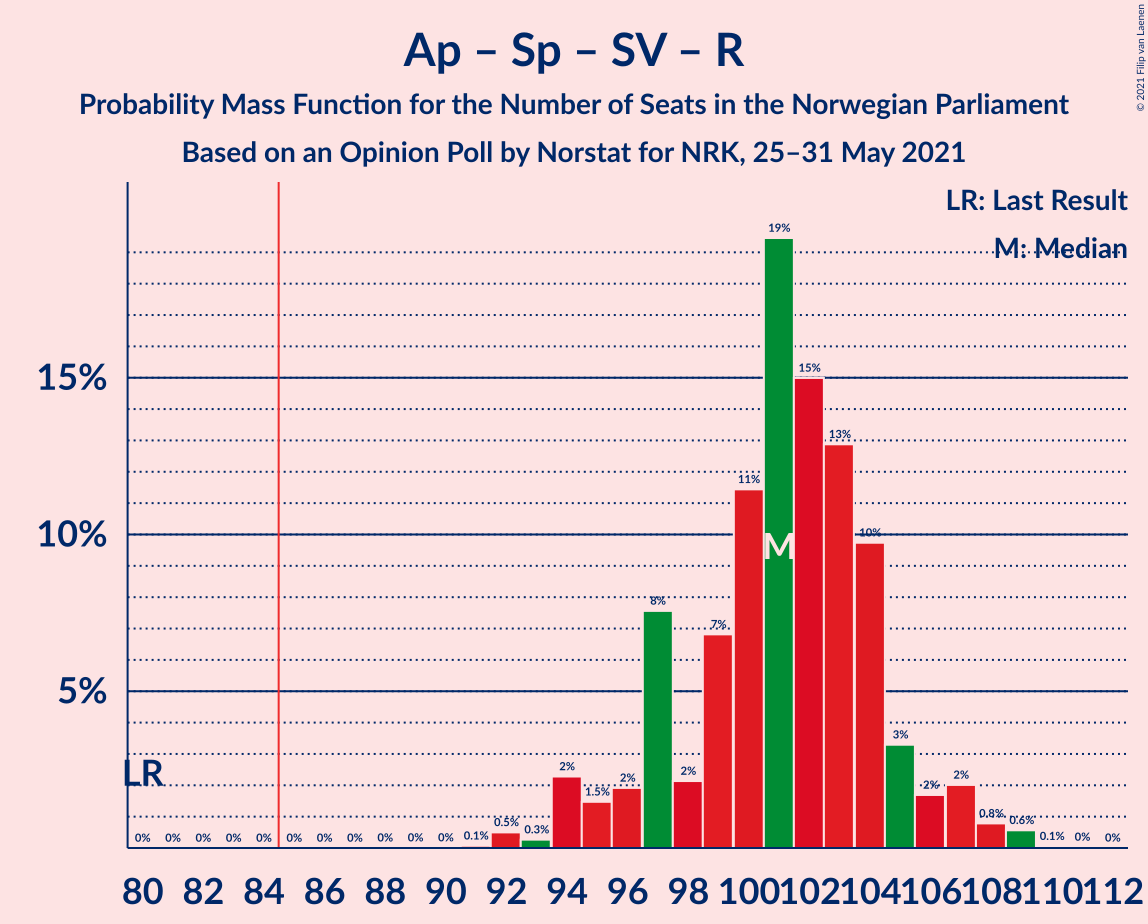 Ap – Sp – SV – R
Probability Mass Function for the Number of Seats in the Norwegian Parliament
Based on an Opinion Poll by Norstat for NRK, 25–31 May 2021
© 2021 Filip van Laenen
LR: Last Result
M: Median
15%
10%
5%
LR
M
0% 0% 0% 0% 0% 0% 0% 0% 0% 0% 0% 0.1% 0.5% 0.3% 2% 1.5% 2% 8% 2% 7% 11% 19% 15% 13% 10% 3% 2% 2% 0.8% 0.6% 0.1% 0% 0%
80 82 84 86 88 90 92 94 96 98 100 102 104 106 108 110 112